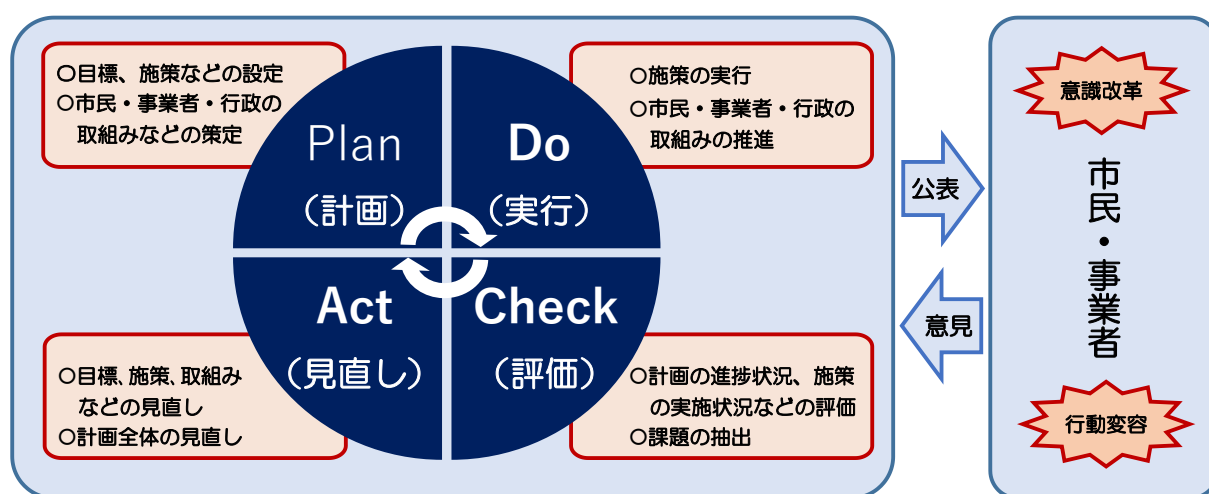 ○目標、施策などの設定
○市民・事業者・行政の
取組みなどの策定
Plan
（計画）
Do
（実行）
○施策の実行
○市民・事業者・行政の
取組みの推進
Act
（見直し）
○目標、施策、取組み
などの見直し
○計画全体の見直し
Check
（評価）
○計画の進捗状況、施策
の実施状況などの評価
○課題の抽出
公表
意見
意識改革
市民・事業者
行動変容